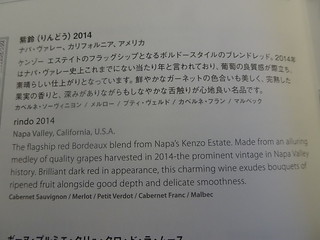 紫鈴 (りんどう) 2014
ナパ・ヴァレー, カリフォルニア, アメリカ
ケンゾー エステイトのフラッグシップとなるボルドースタイルのブレンドレッド。2014年
はナパ・ヴァレー史上これまでにない当たり年と言われており、葡萄の良質感が際立ち、
素晴らしい仕上がりとなっています。鮮やかなガーネットの色合いも美しく、完熟した
果実の香りと、深みがありながらもしなやかな舌触りが心地良い名品です。
カベルネ・ソーヴィニヨン / メルロー / プティ・ヴェルド / カベルネ・フラン / マルベック
rindo 2014
Napa Valley, California, U.S.A.
The flagship red Bordeaux blend from Napa's Kenzo Estate. Made from an alluring
medley of quality grapes harvested in 2014-the prominent vintage in Napa Valley
history. Brilliant dark red in appearance, this charming wine exudes bouquets of
ripened fruit alongside good depth and delicate smoothness.
Cabernet Sauvignon / Merlot / Petit Verdot / Cabernet Franc / Malbec